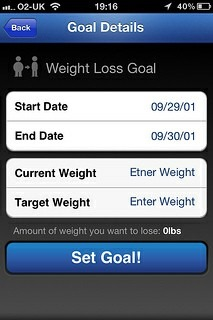 O2-UK 19:16 40%
Back Goal Details
Weight Loss Goal
Start Date 09/29/01
End Date 09/30/01
Current Weight Etner Weight
Target Weight Enter Weight
Amount of weight you want to lose: 0lbs
Set Goal!